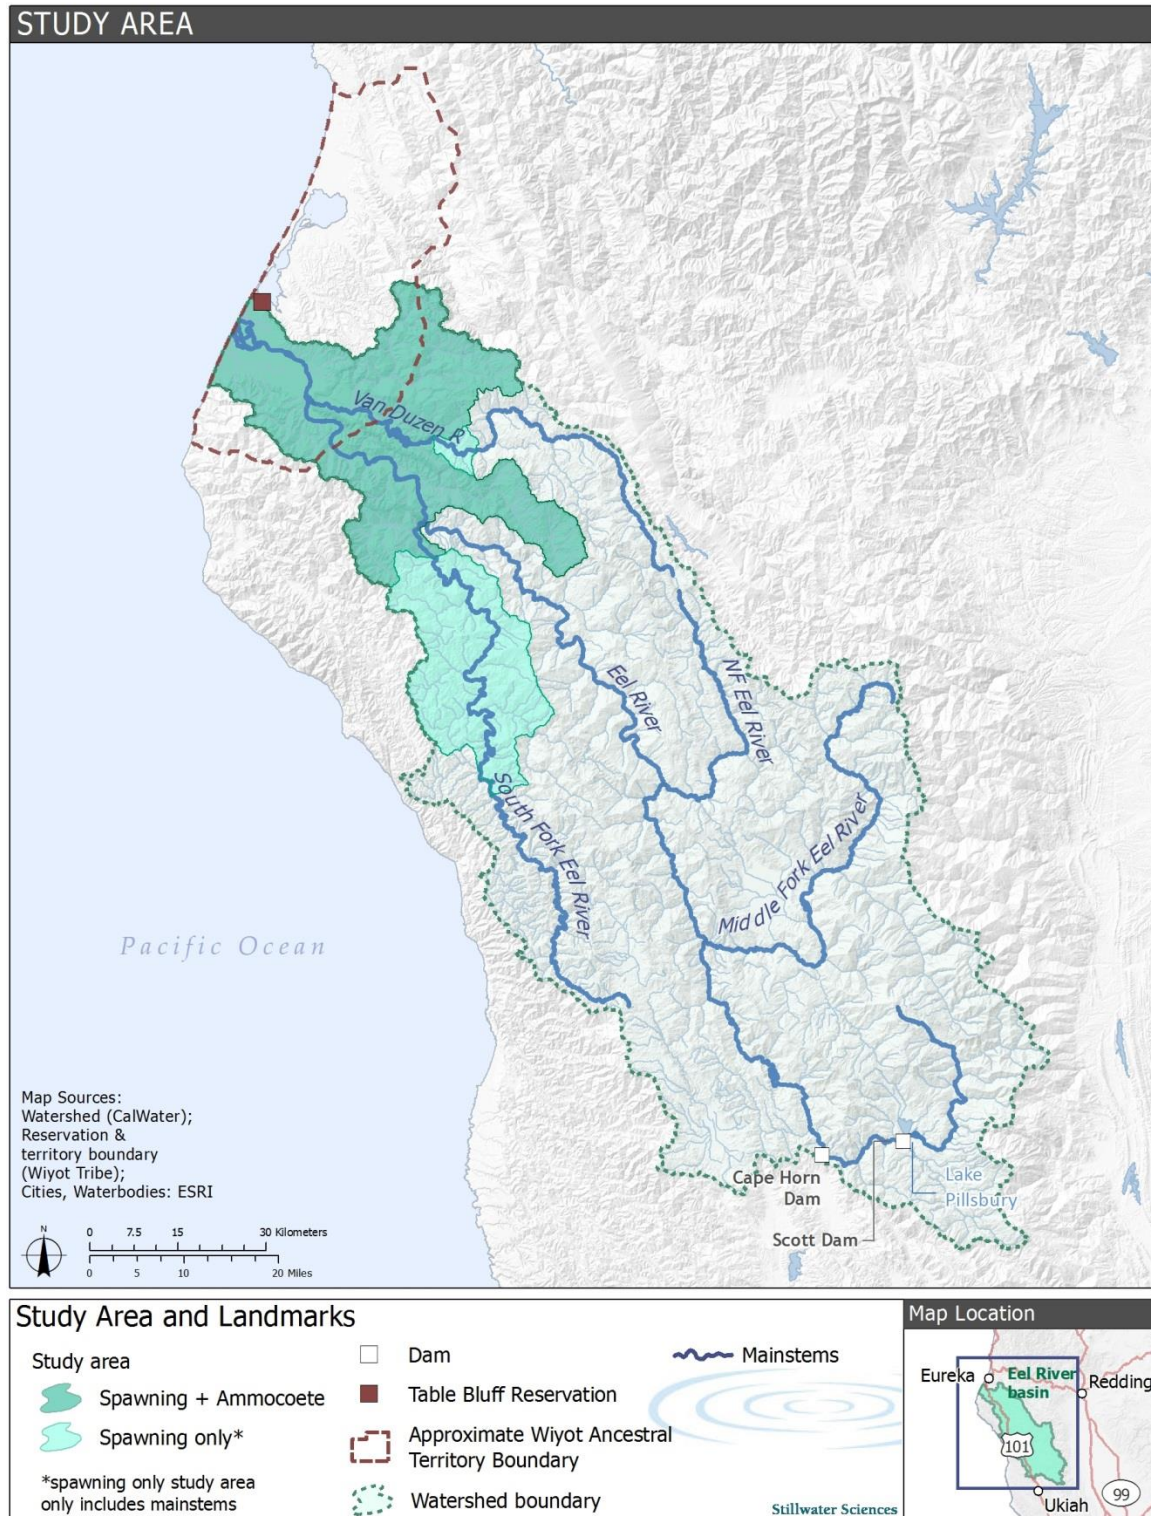 STUDY AREA
Van Duzen R
Eel River
NF Eel River
South Fork Eel River
Middle Fork Eel River
Pacific Ocean
Map Sources:
Watershed (CalWater);
Reservation &
territory boundary
(Wiyot Tribe);
Cities, Waterbodies: ESRI
Cape Horn
Dam
Scott Dam
Lake
Pillsbury
N
0 7.5 15 30 Kilometers
0 5 10 20 Miles
Study Area and Landmarks
Study area
Spawning + Ammocoete
Spawning only*
*spawning only study area
only includes mainstems
Dam
Table Bluff Reservation
Approximate Wiyot Ancestral
Territory Boundary
Watershed boundary
Mainstems
Stillwater Sciences
Map Location
Eureka
Eel River
basin
Redding
101
99
Ukiah